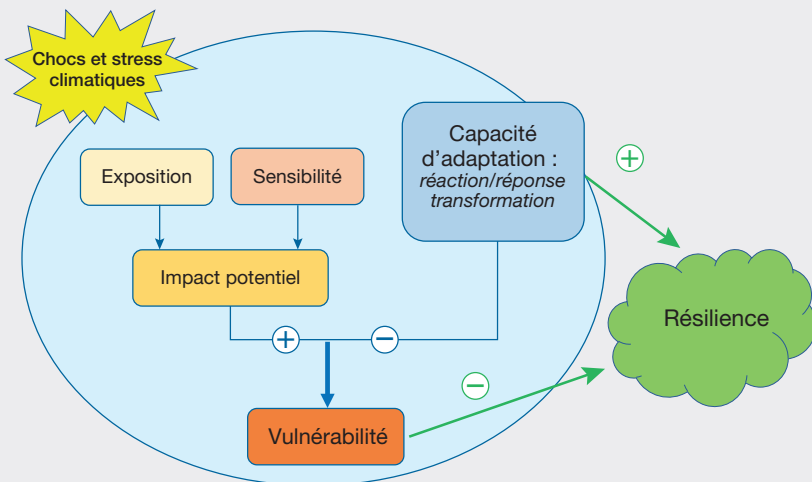 Chocs et stress
climatiques
Capacité
d'adaptation :
réaction/réponse
transformation
+
Exposition
Sensibilité
Impact potentiel
Résilience
+
−
−
Vulnérabilité